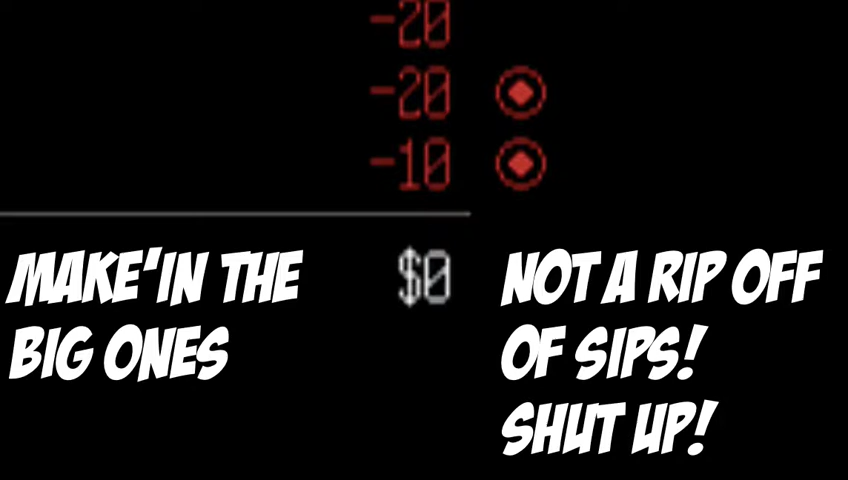 -20
-20
-10
MAKE'IN THE $0 NOT A RIP OFF
BIG ONES OF SIPS!
SHUT UP!